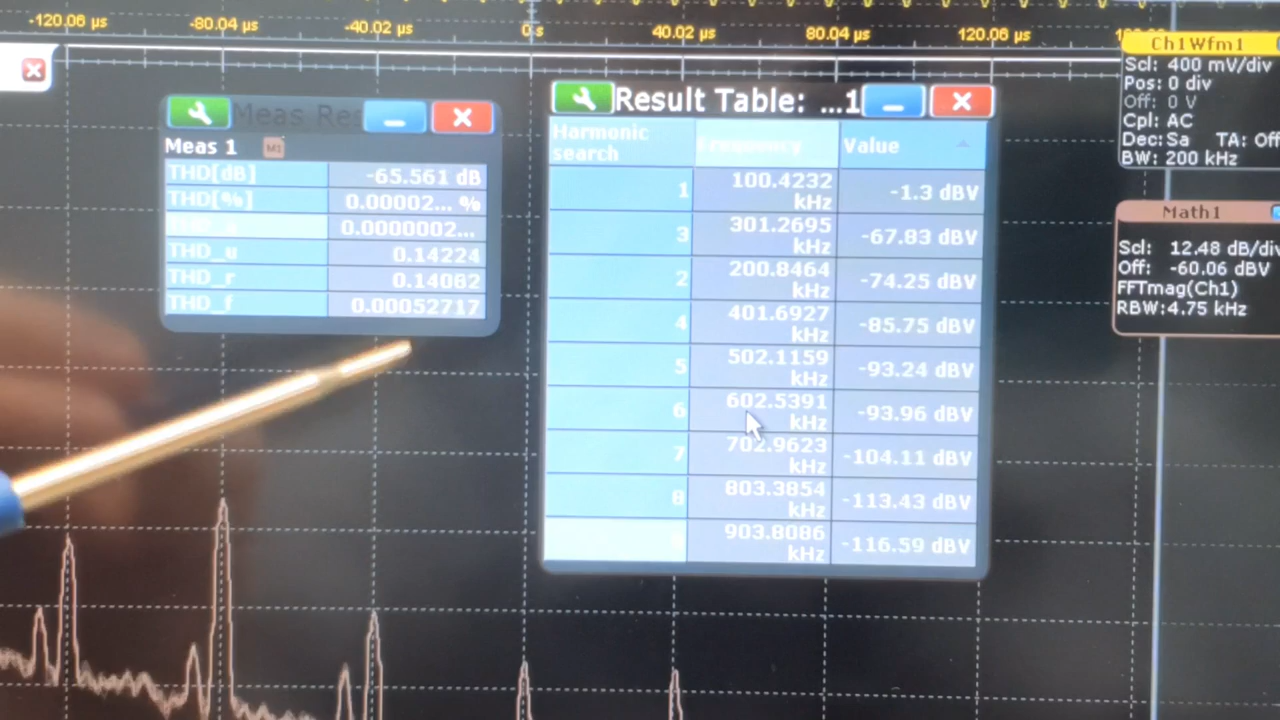 -120.06 µs -80.04 µs -40.02 µs 0 s 40.02 µs 80.04 µs 120.06 µs
Meas Res
Meas 1 M1
THD[dB] -65.561 dB
THD[%] 0.00002... %
0.0000002...
THD_u 0.14224
THD_r 0.14082
THD_f 0.00052717
Result Table: ...1
Harmonic search Frequency Value
1 100.4232 kHz -1.3 dBV
3 301.2695 kHz -67.83 dBV
2 200.8464 kHz -74.25 dBV
4 401.6927 kHz -85.75 dBV
5 502.1159 kHz -93.24 dBV
6 602.5391 kHz -93.96 dBV
7 702.9623 kHz -104.11 dBV
8 803.3854 kHz -113.43 dBV
903.8086 kHz -116.59 dBV
Ch1Wfm1
Scl: 400 mV/div
Pos: 0 div
Off: 0 V
Cpl: AC
Dec: Sa TA: Off
BW: 200 kHz
Math1
Scl: 12.48 dB/div
Off: -60.06 dBV
FFTmag(Ch1)
RBW: 4.75 kHz